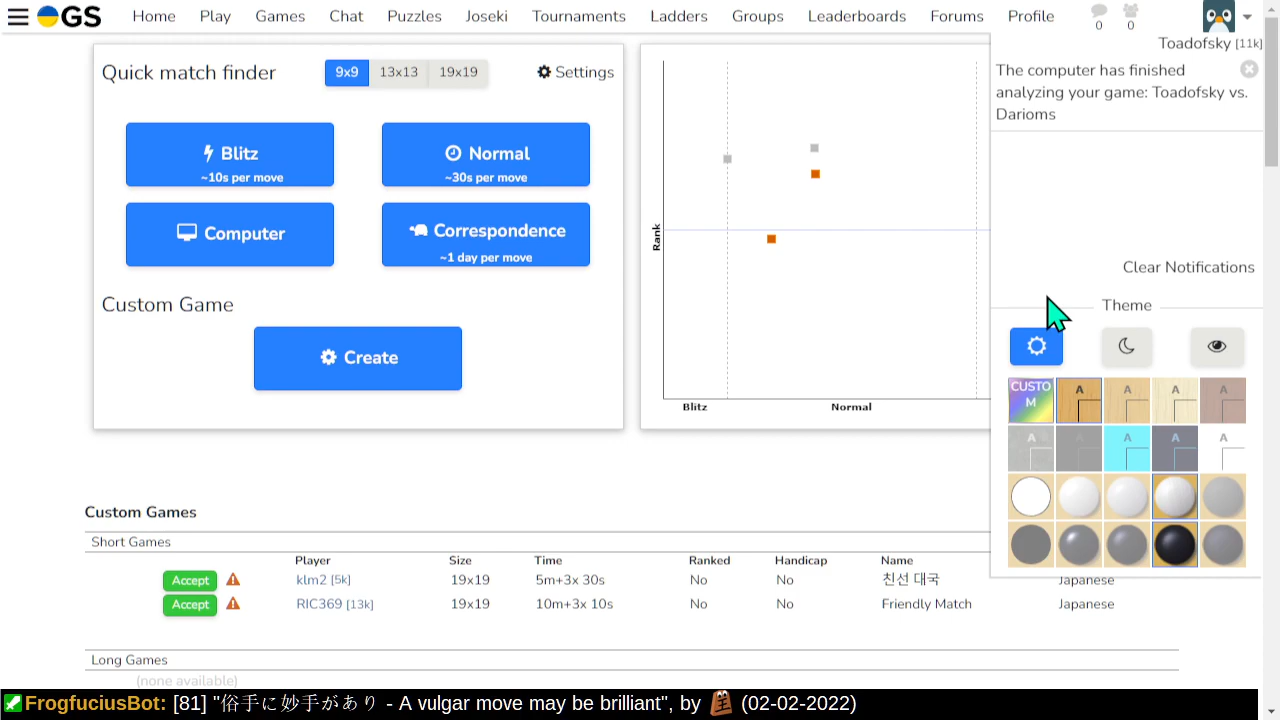 GS Home Play Games Chat Puzzles Joseki Tournaments Ladders Groups Leaderboards Forums Profile 0 0
Toadofsky [11k]
The computer has finished
analyzing your game: Toadofsky vs.
Darioms
Quick match finder 9x9 13x13 19x19 Settings
Blitz
~10s per move
Normal
~30s per move
Computer
Correspondence
~1 day per move
Custom Game
Create
Rank
Blitz Normal
Clear Notifications
Theme
CUSTO
M
A A A A
A A A A A
Custom Games
Short Games
Player Size Time Ranked Handicap Name
Accept klm2 [5k] 19x19 5m+3x 30s No No 친선 대국 Japanese
Accept RIC369 [13k] 19x19 10m+3x 10s No No Friendly Match Japanese
Long Games
(none available)
FrogfuciusBot: [81] "俗手に妙手があり - A vulgar move may be brilliant", by (02-02-2022)